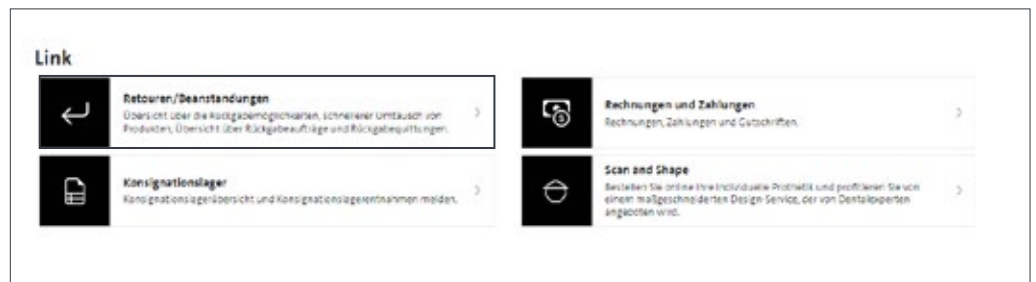 Link
Retouren/Beanstandungen
Übersicht über die Rückgabemöglichkeiten, schnellerer Umtausch von
Produkten, Übersicht über Rückgabeaufträge und Rückgabequittungen.
Rechnungen und Zahlungen
Rechnungen, Zahlungen und Gutschriften.
Konsignationslager
Konsignationslagerübersicht und Konsignationslagerentnahmen melden.
Scan and Shape
Bestellen Sie online Ihre individuelle Prothetik und profitieren Sie von
einem maßgeschneiderten Design-Service, der von Dentalexperten
angeboten wird.